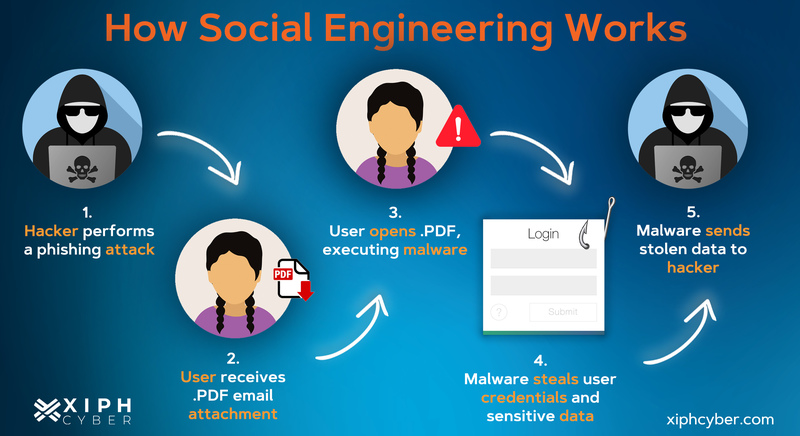 How Social Engineering Works
1.
Hacker performs
a phishing attack
PDF
2.
User receives
.PDF email
attachment
3.
User opens .PDF,
executing malware
Login
?
Submit
4.
Malware steals user
credentials and
sensitive data
5.
Malware sends
stolen data to
hacker
XIPH
CYBER
xiphcyber.com